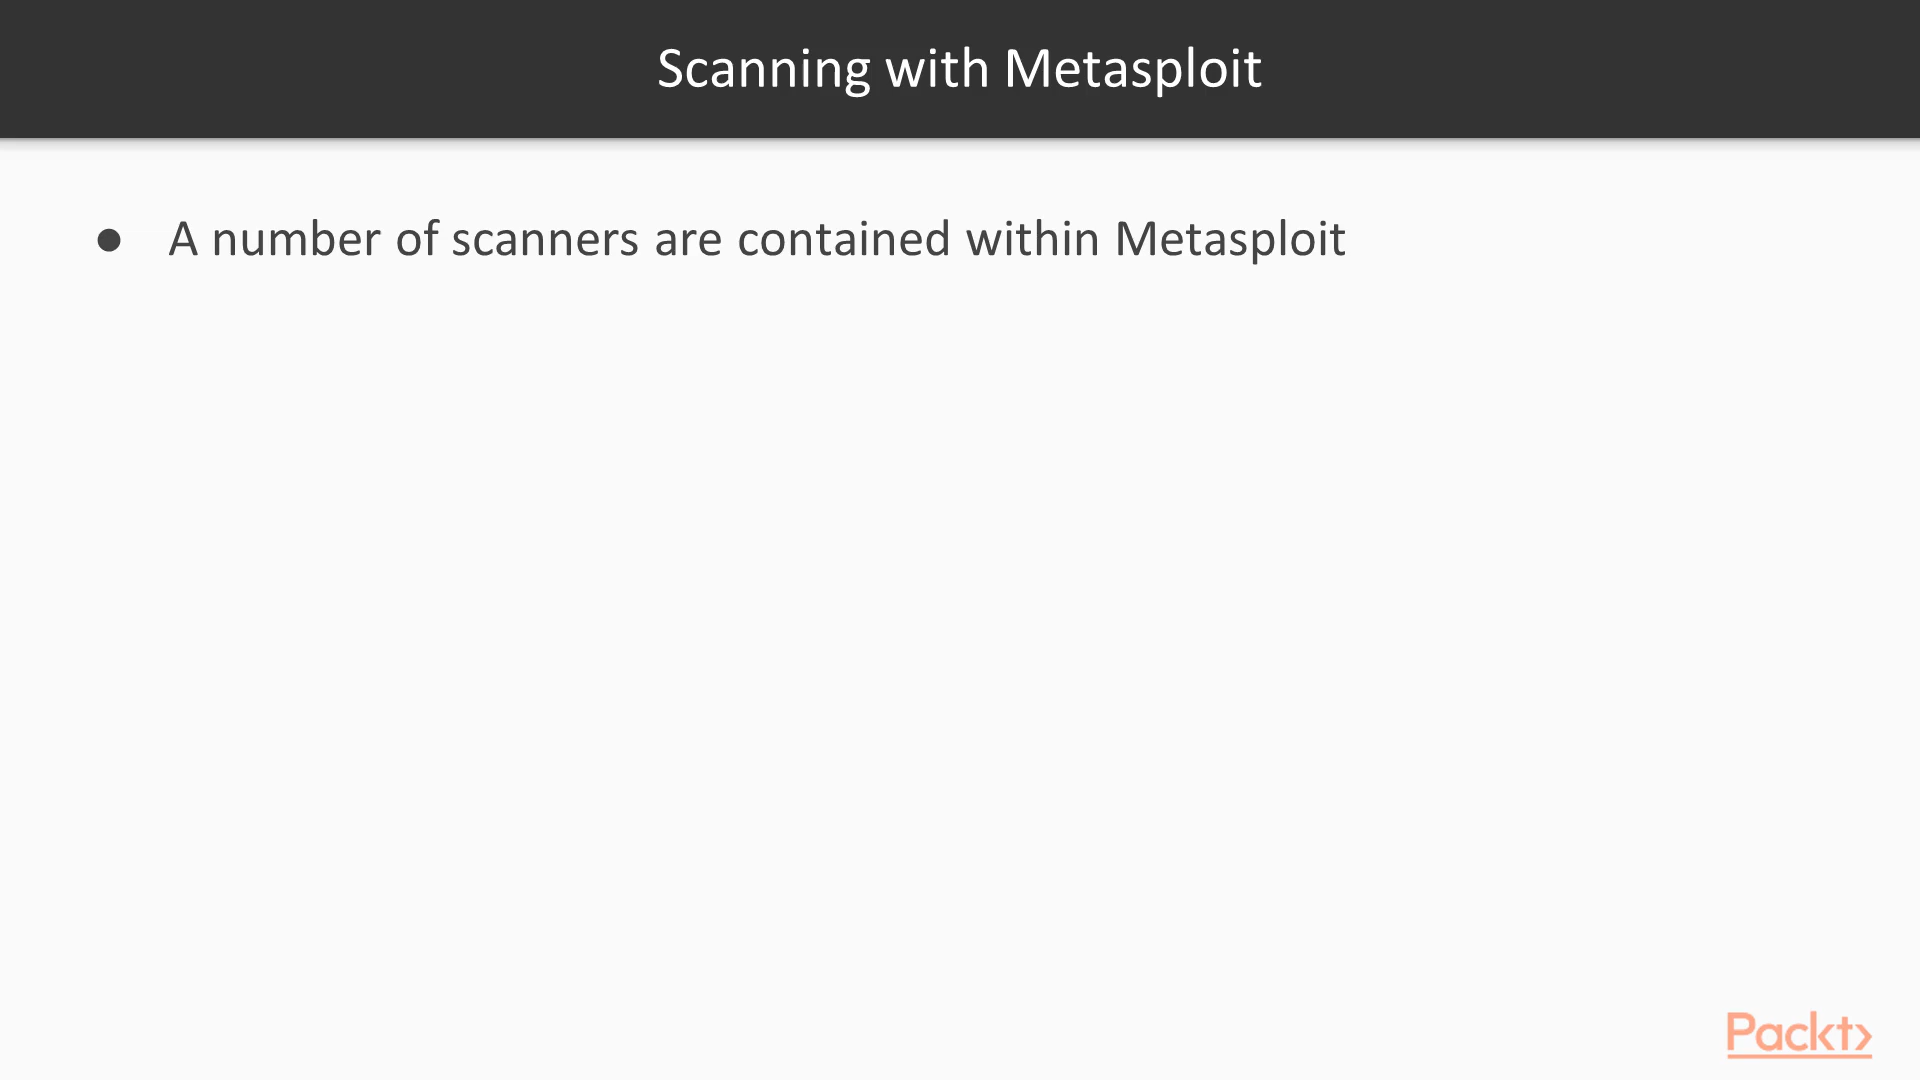 Scanning with Metasploit
● A number of scanners are contained within Metasploit
Packt>